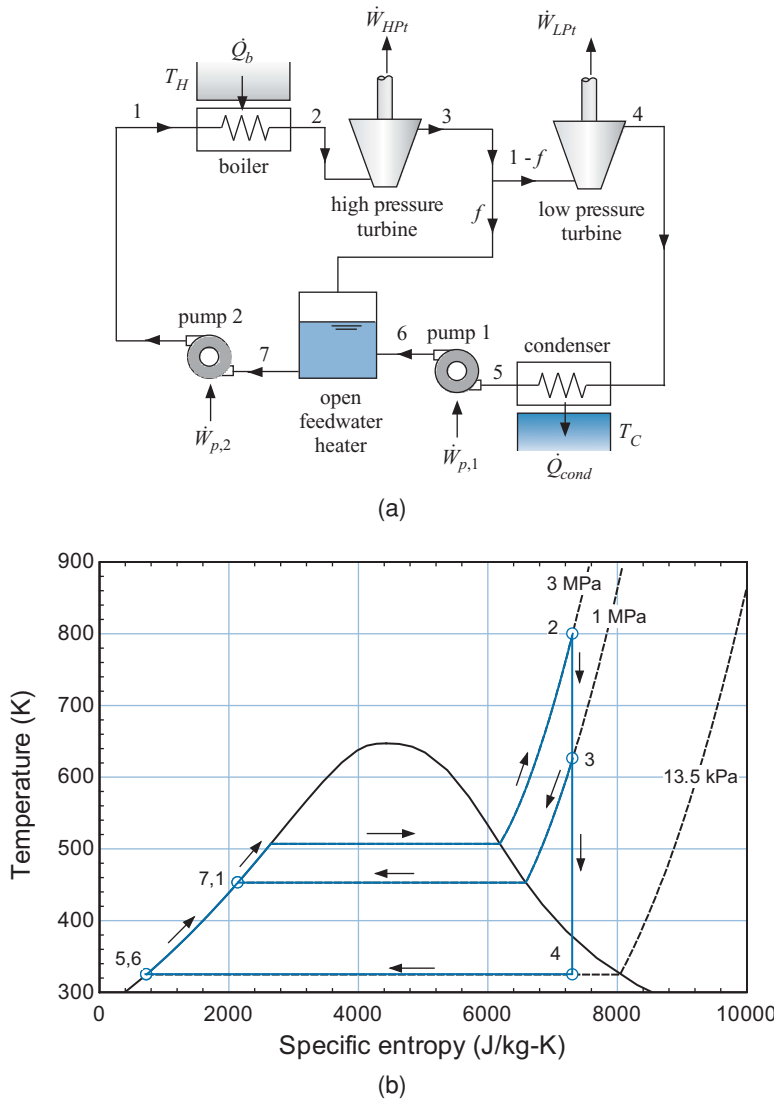 Ẇ_HPt
Ẇ_LPt
Q̇_b
T_H
1
2
3
4
boiler
1 - f
high pressure
turbine
low pressure
turbine
f
pump 2
6
pump 1
condenser
7
5
open
feedwater
heater
Ẇ_p,2
Ẇ_p,1
T_C
Q̇_cond
(a)
900
800
700
600
500
400
300
Temperature (K)
3 MPa
1 MPa
2
3
13.5 kPa
7,1
5,6
4
0
2000
4000
6000
8000
10000
Specific entropy (J/kg-K)
(b)